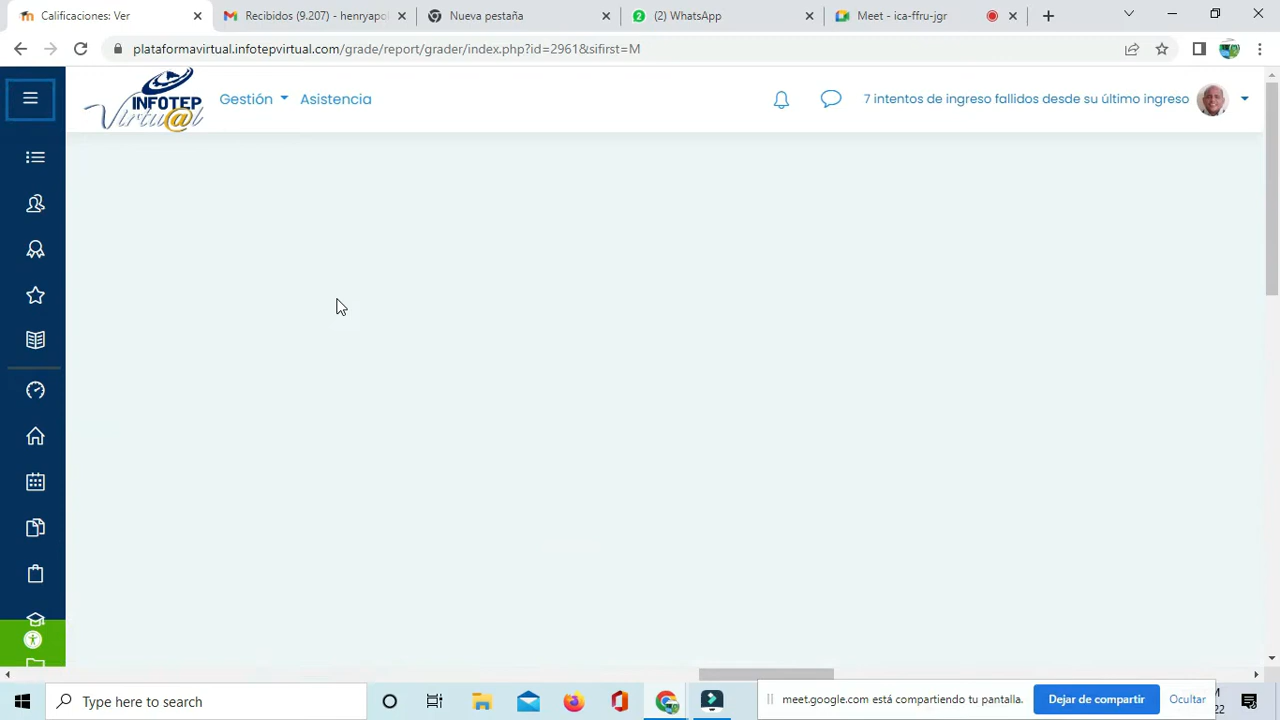 Calificaciones: Ver
Recibidos (9.207) - henryapol
Nueva pestaña
(2) WhatsApp
Meet - ica-ffru-jgr
plataformavirtual.infotepvirtual.com/grade/report/grader/index.php?id=2961&sifirst=M
INFOTEP
Virtu@l
Gestión
Asistencia
7 intentos de ingreso fallidos desde su último ingreso
Type here to search
meet.google.com está compartiendo tu pantalla.
Dejar de compartir
Ocultar
M
22